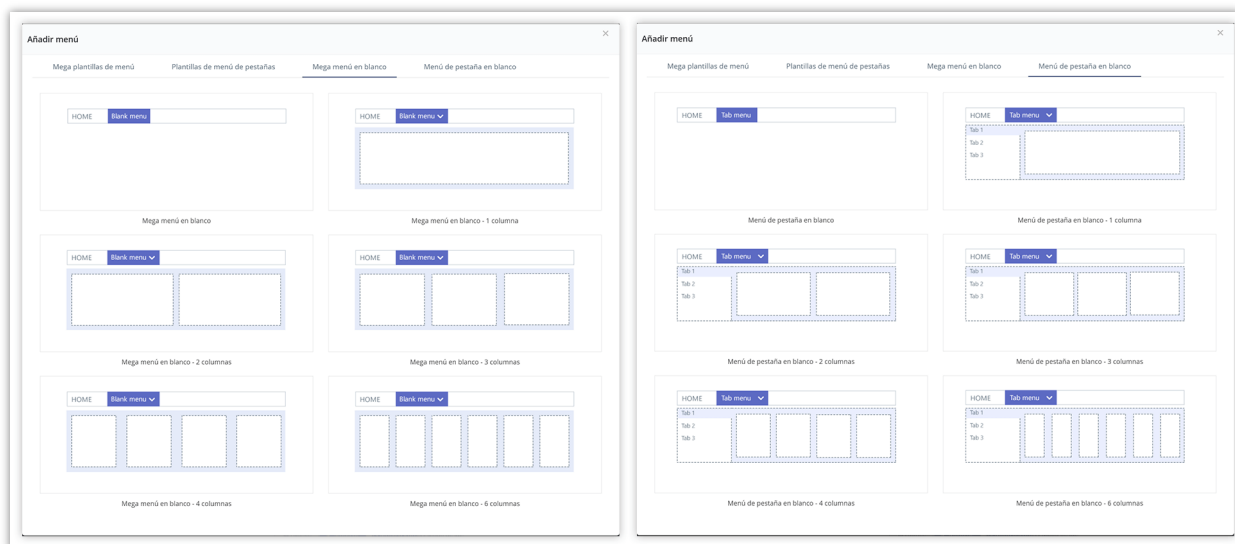 Añadir menú
Mega plantillas de menú
Plantillas de menú de pestañas
Mega menú en blanco
Menú de pestaña en blanco
HOME Blank menu
HOME Blank menu
Mega menú en blanco
Mega menú en blanco - 1 columna
HOME Blank menu
HOME Blank menu
Mega menú en blanco - 2 columnas
Mega menú en blanco - 3 columnas
HOME Blank menu
HOME Blank menu
Mega menú en blanco - 4 columnas
Mega menú en blanco - 6 columnas
Añadir menú
Mega plantillas de menú
Plantillas de menú de pestañas
Mega menú en blanco
Menú de pestaña en blanco
HOME Tab menu
HOME Tab menu
Tab 1
Tab 2
Tab 3
Menú de pestaña en blanco
Menú de pestaña en blanco - 1 columna
HOME Tab menu
Tab 1
Tab 2
Tab 3
HOME Tab menu
Tab 1
Tab 2
Tab 3
Menú de pestaña en blanco - 2 columnas
Menú de pestaña en blanco - 3 columnas
HOME Tab menu
Tab 1
Tab 2
Tab 3
HOME Tab menu
Tab 1
Tab 2
Tab 3
Menú de pestaña en blanco - 4 columnas
Menú de pestaña en blanco - 6 columnas